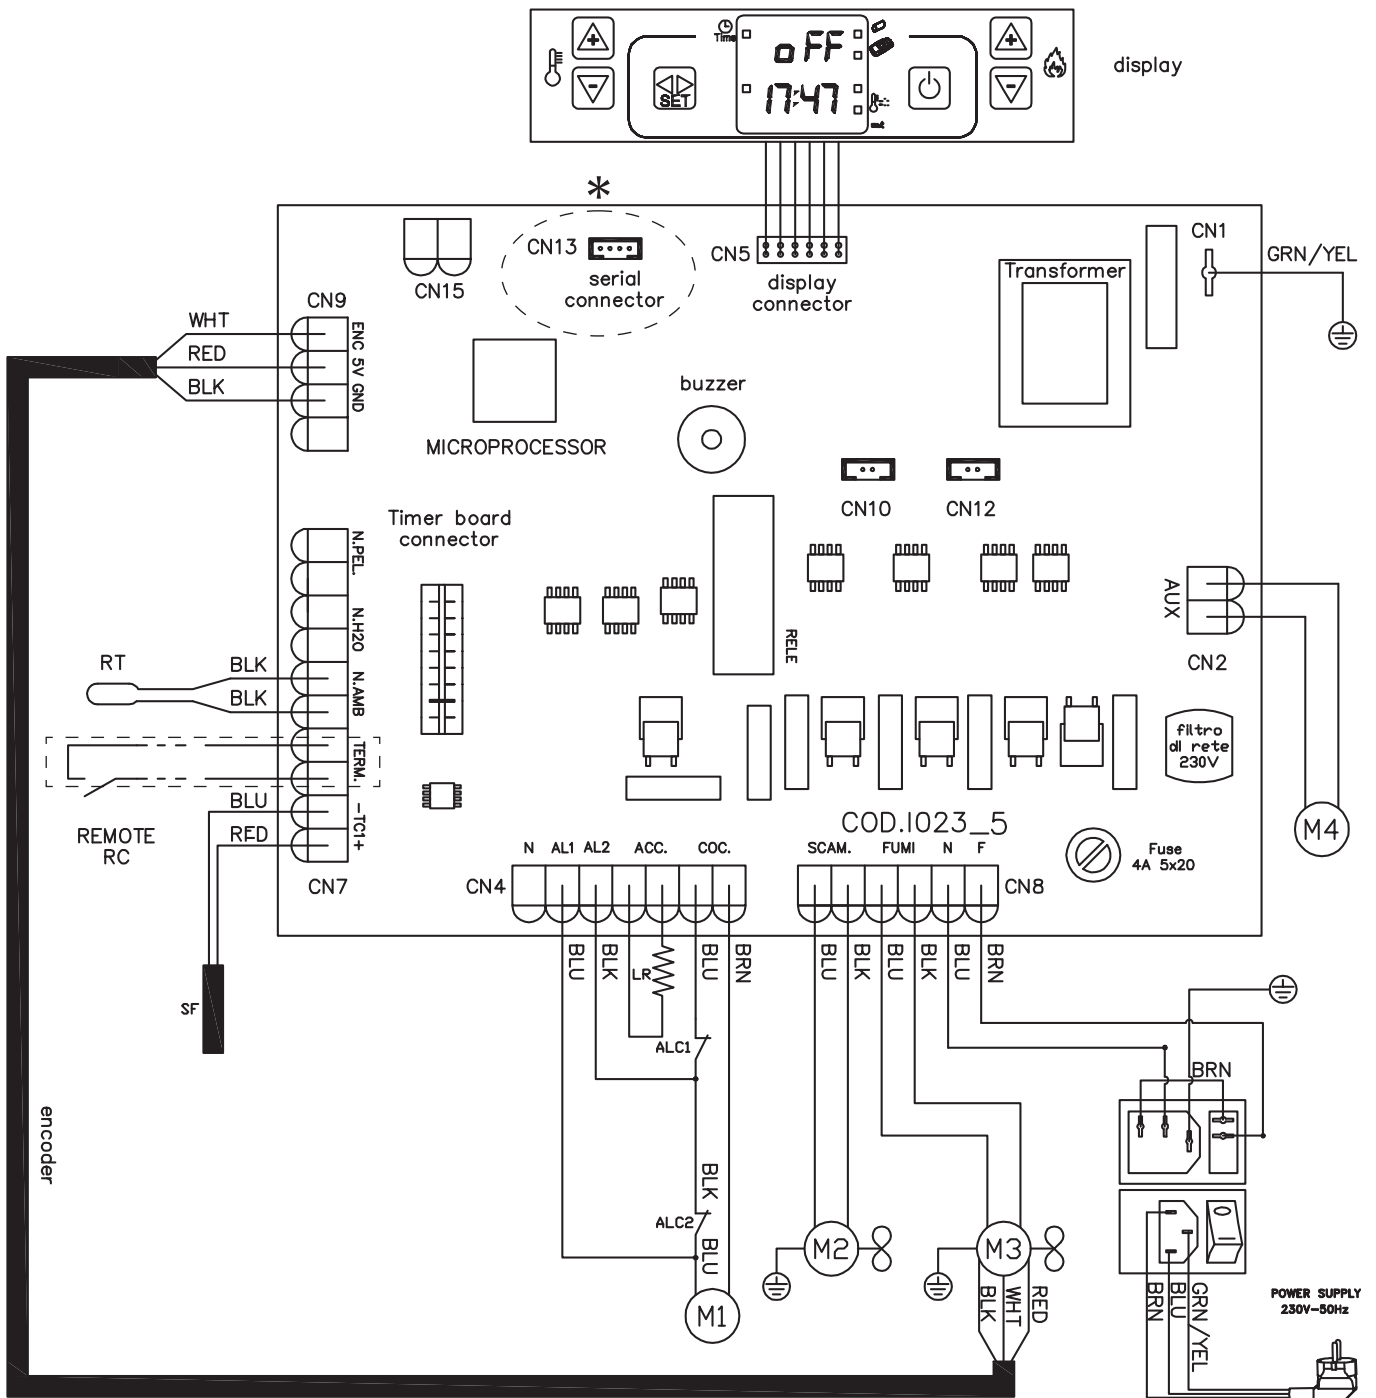 Time
oFF
17:47
SET
display
*
CN13
serial
connector
CN5
display
connector
CN15
CN1
GRN/YEL
Transformer
CN9
WHT
RED
BLK
ENC 5V GND
buzzer
MICROPROCESSOR
CN10
CN12
Timer board
connector
N.PEL.
N.H2O
N.AMB
TERM.
-TC1+
RELE
AUX
CN2
RT
BLK
BLK
filtro
di rete
230V
REMOTE
RC
BLU
RED
CN7
COD.I023_5
M4
Fuse
4A 5x20
CN4
N AL1 AL2 ACC. COC.
SCAM. FUMI N F
CN8
BLU
BLK
LR
BLU
BRN
BLU
BLK
BLU
BLK
BLU
BRN
SF
ALC1
BRN
encoder
BLK
ALC2
BLU
M1
M2
M3
BLK
WHT
RED
BRN
BLU
GRN/YEL
POWER SUPPLY
230V-50Hz